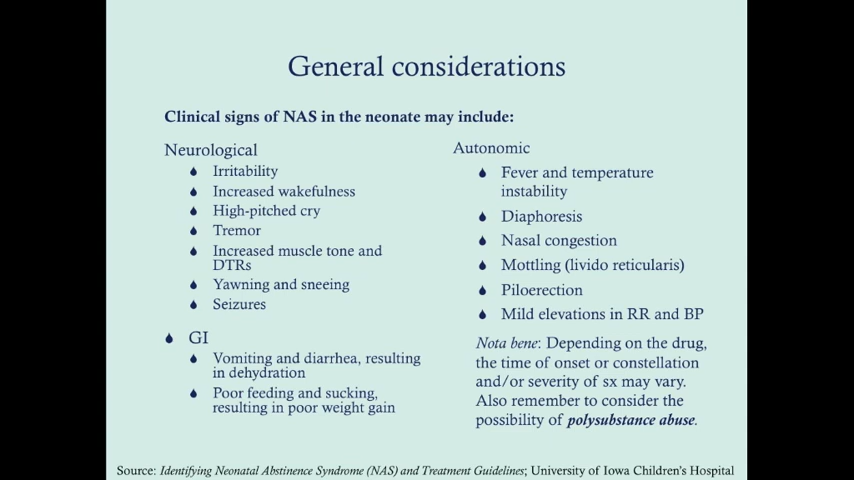 General considerations
Clinical signs of NAS in the neonate may include:
Neurological
Irritability
Increased wakefulness
High-pitched cry
Tremor
Increased muscle tone and
DTRs
Yawning and sneeing
Seizures
GI
Vomiting and diarrhea, resulting
in dehydration
Poor feeding and sucking,
resulting in poor weight gain
Autonomic
Fever and temperature
instability
Diaphoresis
Nasal congestion
Mottling (livido reticularis)
Piloerection
Mild elevations in RR and BP
Nota bene: Depending on the drug,
the time of onset or constellation
and/or severity of sx may vary.
Also remember to consider the
possibility of polysubstance abuse.
Source: Identifying Neonatal Abstinence Syndrome (NAS) and Treatment Guidelines; University of Iowa Children's Hospital